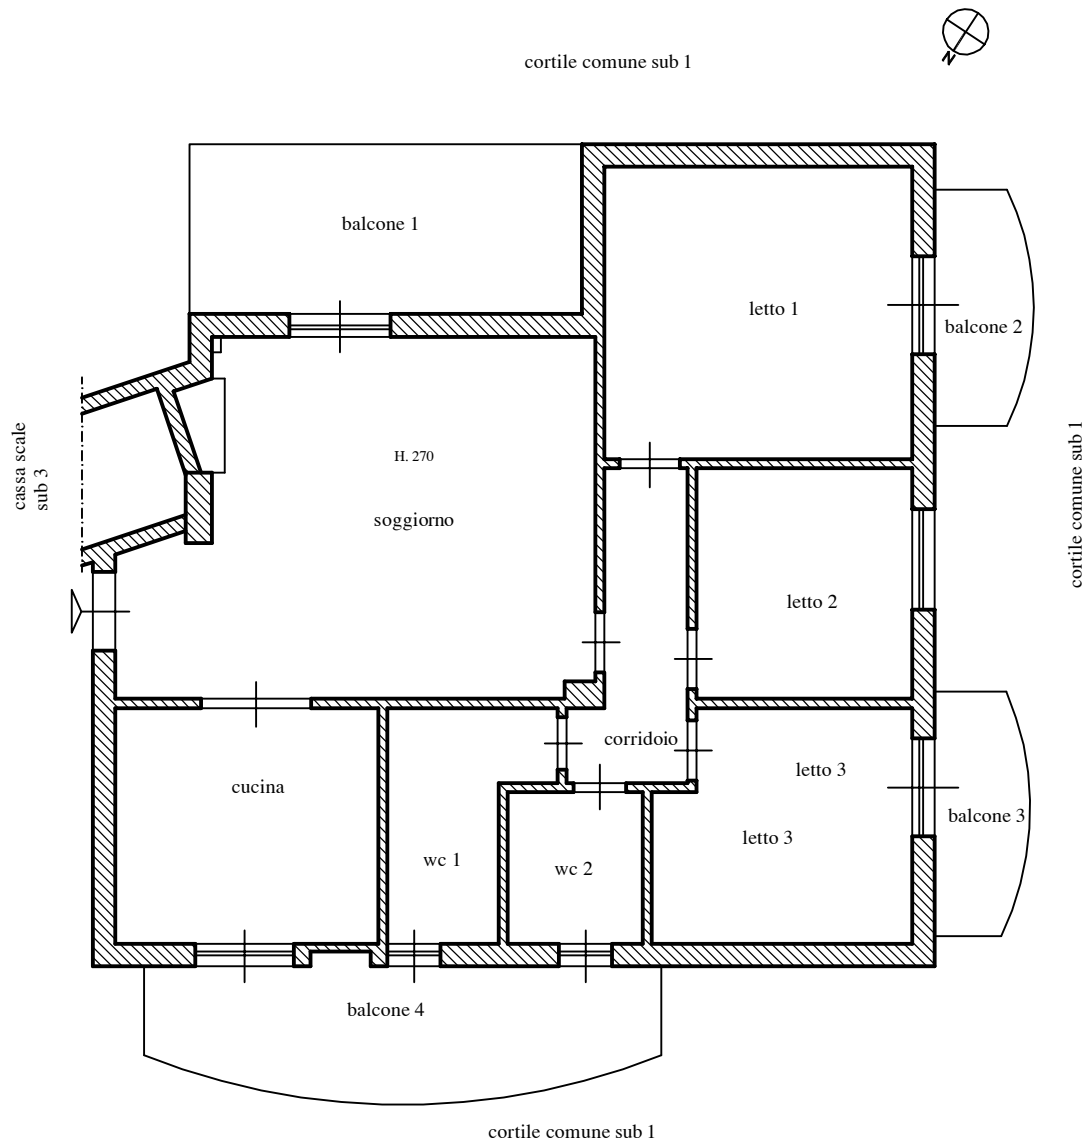 N
cortile comune sub 1
balcone 1
letto 1
balcone 2
cassa scale
sub 3
H. 270
soggiorno
cortile comune sub 1
letto 2
corridoio
letto 3
cucina
balcone 3
letto 3
wc 1
wc 2
balcone 4
cortile comune sub 1